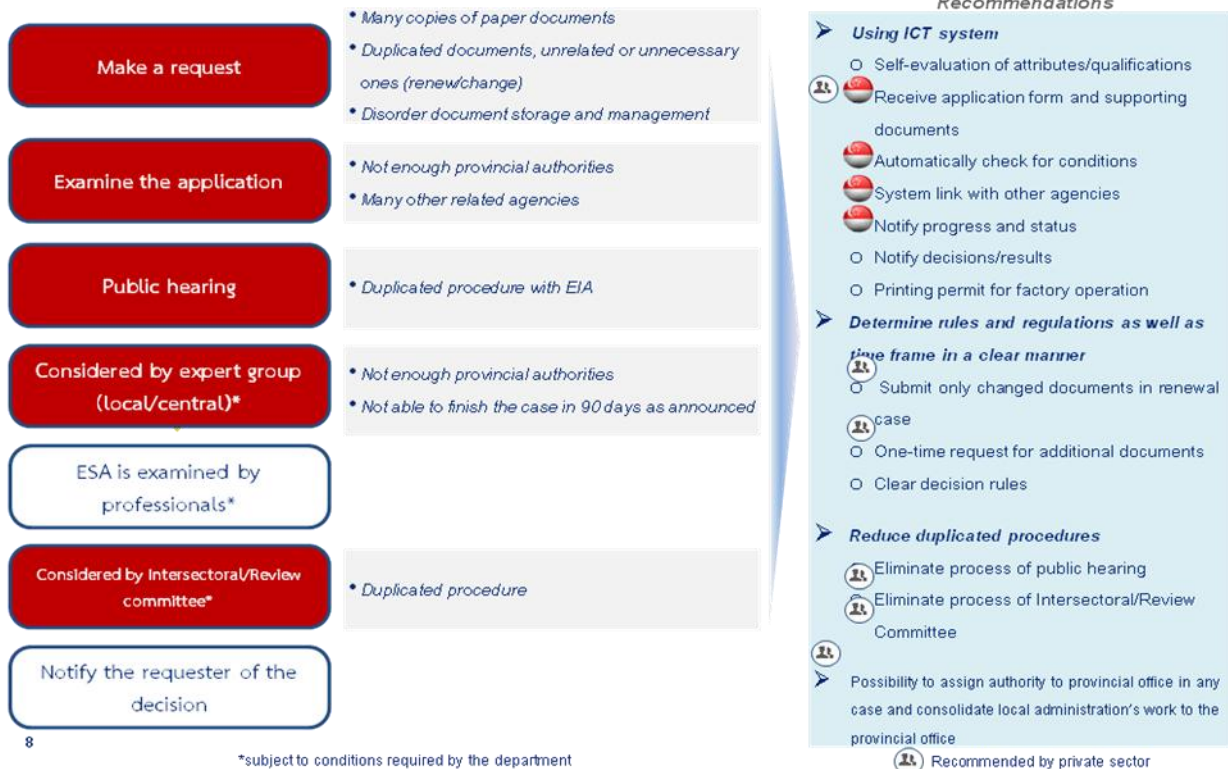 Make a request
• Many copies of paper documents
• Duplicated documents, unrelated or unnecessary
ones (renew/change)
• Disorder document storage and management
Examine the application
• Not enough provincial authorities
• Many other related agencies
Public hearing
• Duplicated procedure with EIA
Considered by expert group
(local/central)*
• Not enough provincial authorities
• Not able to finish the case in 90 days as announced
ESA is examined by
professionals*
Considered by Intersectoral/Review
committee*
• Duplicated procedure
Notify the requester of the
decision
8
*subject to conditions required by the department
Recommendations
➤ Using ICT system
o Self-evaluation of attributes/qualifications
Receive application form and supporting
documents
Automatically check for conditions
System link with other agencies
Notify progress and status
o Notify decisions/results
o Printing permit for factory operation
➤ Determine rules and regulations as well as
time frame in a clear manner
o Submit only changed documents in renewal
case
o One-time request for additional documents
o Clear decision rules
➤ Reduce duplicated procedures
Eliminate process of public hearing
Eliminate process of Intersectoral/Review
Committee
➤ Possibility to assign authority to provincial office in any
case and consolidate local administration's work to the
provincial office
Recommended by private sector